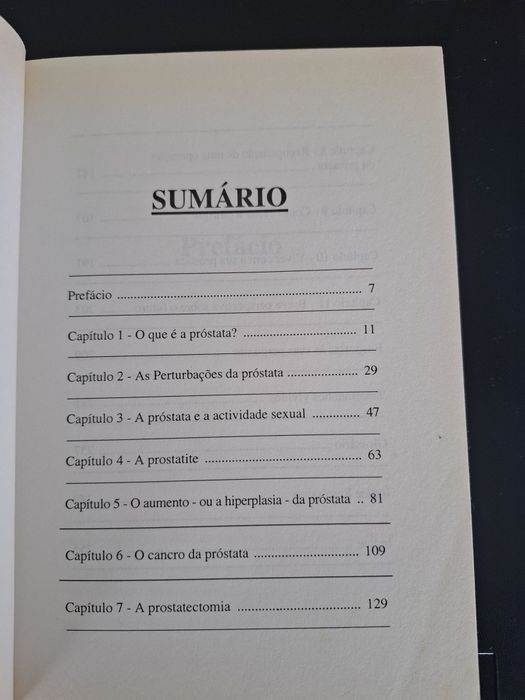 SUMÁRIO
Prefácio .................................................................. 7
Capítulo 1 - O que é a próstata? .............................. 11
Capítulo 2 - As Perturbações da próstata ......................... 29
Capítulo 3 - A próstata e a actividade sexual ............. 47
Capítulo 4 - A prostatite .......................................... 63
Capítulo 5 - O aumento - ou a hiperplasia - da próstata .. 81
Capítulo 6 - O cancro da próstata ............................ 109
Capítulo 7 - A prostatectomia .................................. 129